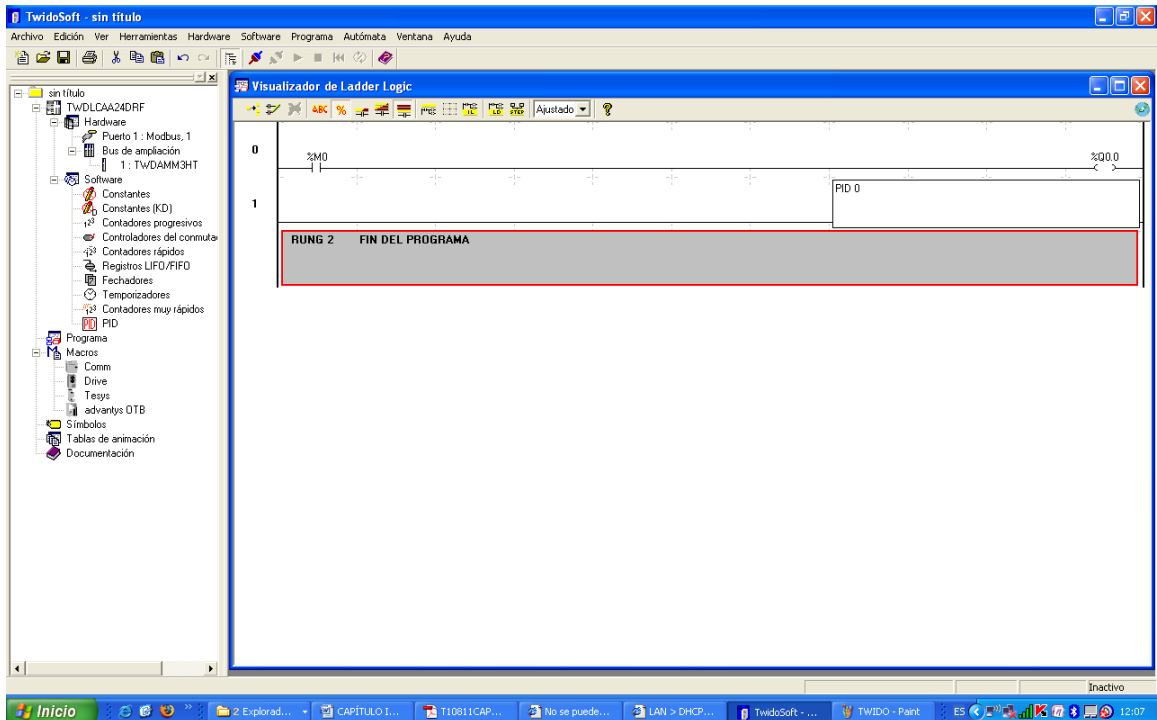 TwidoSoft - sin título
Archivo Edición Ver Herramientas Hardware Software Programa Autómata Ventana Ayuda
sin título
TWDLCAA24DRF
Hardware
Puerto 1 : Modbus, 1
Bus de ampliación
1 : TWDAMM3HT
Software
Constantes
Constantes (KD)
Contadores progresivos
Controladores del conmuta
Contadores rápidos
Registros LIFO/FIFO
Fechadores
Temporizadores
Contadores muy rápidos
PID
Programa
Macros
Comm
Drive
Tesys
advantys OTB
Símbolos
Tablas de animación
Documentación
Visualizador de Ladder Logic
ABC % Ajustado
0
%M0
%Q0.0
1
PID 0
RUNG 2 FIN DEL PROGRAMA
Inactivo
Inicio 2 Explorad... CAPÍTULO I... T10811CAP... No se puede... LAN > DHCP... TwidoSoft - ... TWIDO - Paint ES 12:07